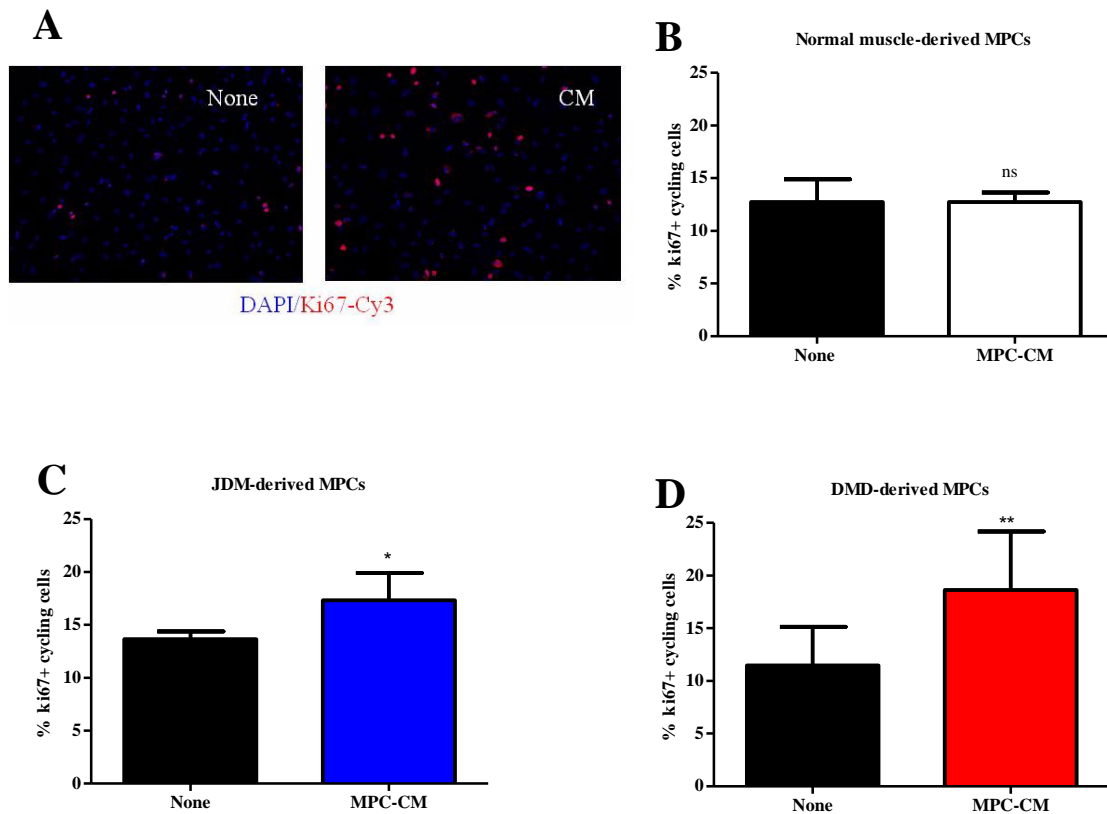 A
None
CM
DAPI/Ki67-Cy3
B
Normal muscle-derived MPCs
% ki67+ cycling cells
25
20
15
10
5
0
ns
None
MPC-CM
C
JDM-derived MPCs
% ki67+ cycling cells
25
20
15
10
5
0
*
None
MPC-CM
D
DMD-derived MPCs
% ki67+ cycling cells
25
20
15
10
5
0
**
None
MPC-CM